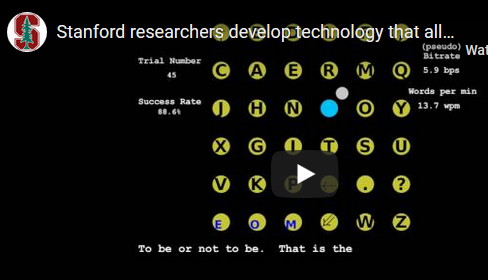 Stanford researchers develop technology that all...
Wat
(pseudo)
Bitrate
5.9 bps
Words per min
13.7 wpm
Trial Number
45
Success Rate
88.6%
C A E R M Q
J H N O Y
X G I T S U
V K P ← . ?
E O M W Z
To be or not to be. That is the